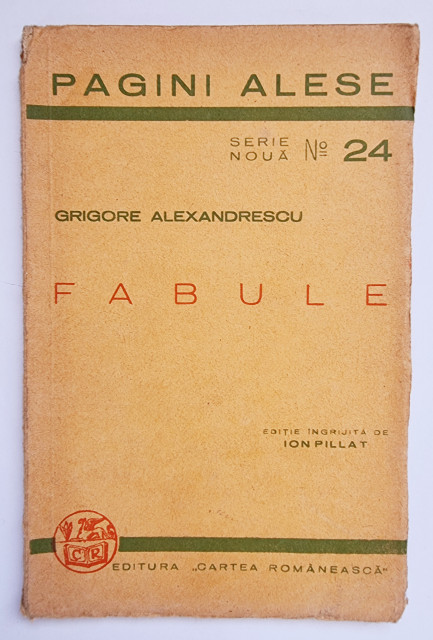 PAGINI ALESE
SERIE
NOUĂ Nº 24
GRIGORE ALEXANDRESCU
FABULE
EDIȚIE ÎNGRIJITĂ DE
ION PILLAT
C R
EDITURA „CARTEA ROMÂNEASCĂ”